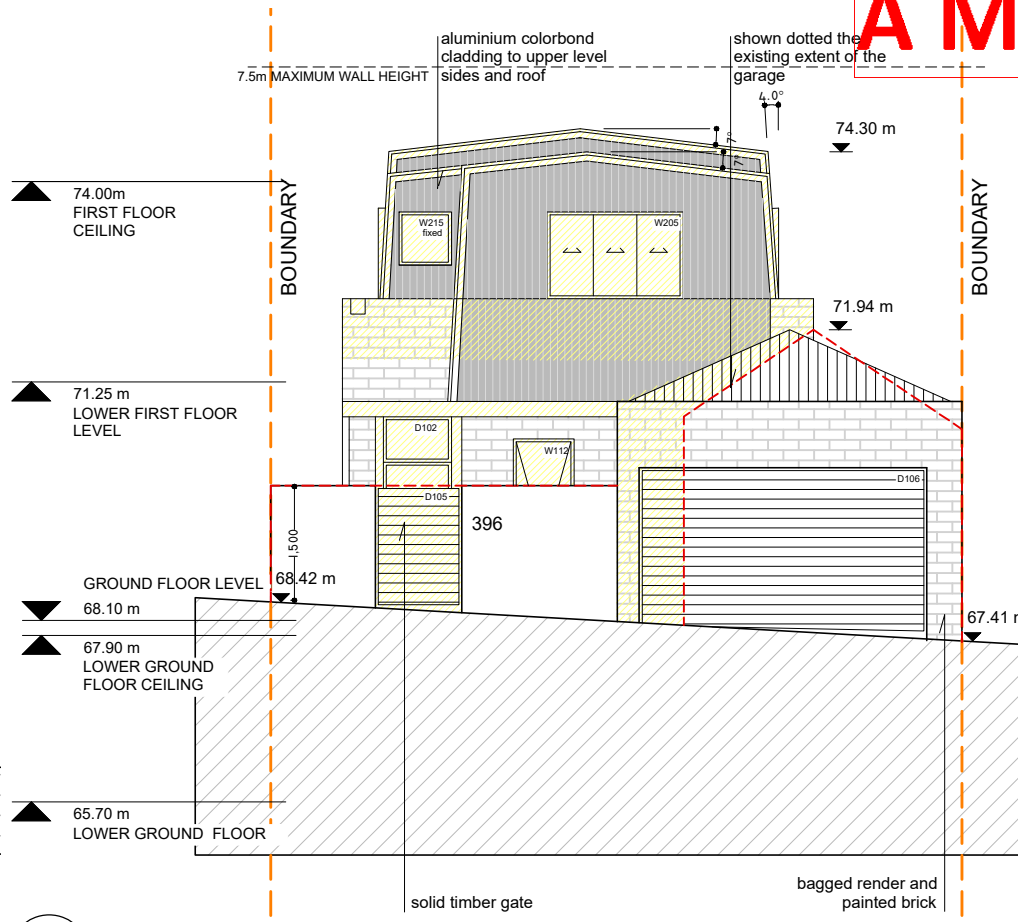 A M
aluminium colorbond
cladding to upper level
sides and roof
shown dotted the
existing extent of the
garage
7.5m MAXIMUM WALL HEIGHT
4.0°
74.30 m
7°
7°
74.00m
FIRST FLOOR
CEILING
BOUNDARY
BOUNDARY
W215
fixed
W205
71.94 m
71.25 m
LOWER FIRST FLOOR
LEVEL
D102
W112
D106
D105
396
1,500
GROUND FLOOR LEVEL
68.42 m
68.10 m
67.41
67.90 m
LOWER GROUND
FLOOR CEILING
65.70 m
LOWER GROUND FLOOR
bagged render and
painted brick
solid timber gate